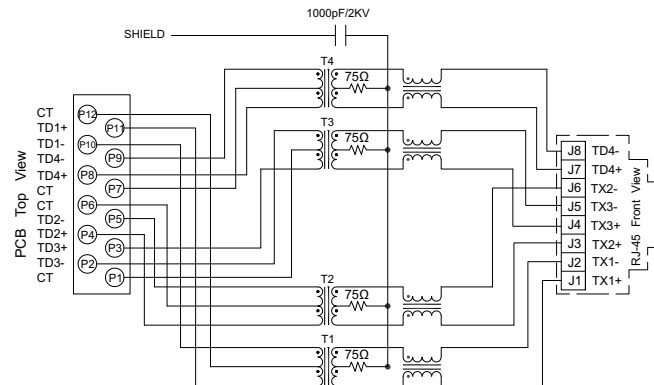 1000pF/2KV
SHIELD
T4
75Ω
T3
75Ω
T2
75Ω
T1
75Ω
PCB Top View
CT P12
TD1+ P11
TD1- P10
TD4- P9
TD4+ P8
CT P7
CT P6
TD2- P5
TD2+ P4
TD3+ P3
TD3- P2
CT P1
J8 TD4-
J7 TD4+
J6 TX2-
J5 TX3-
J4 TX3+
J3 TX2+
J2 TX1-
J1 TX1+
RJ-45 Front View